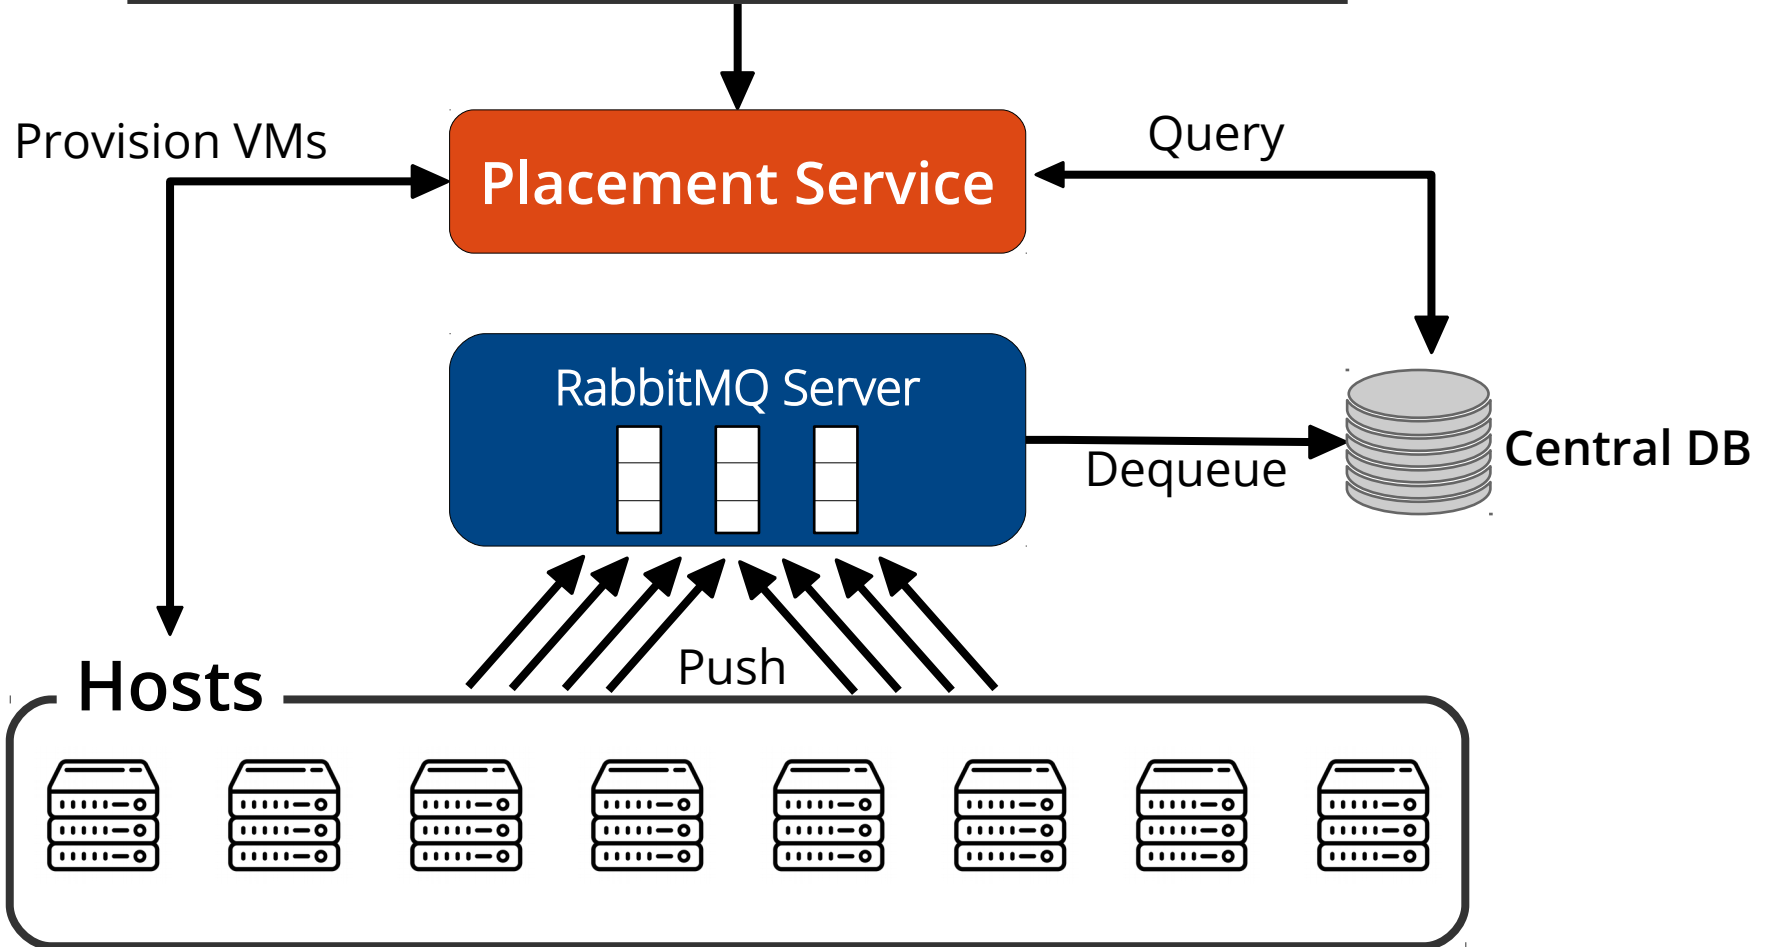 Provision VMs
Query
Placement Service
RabbitMQ Server
Dequeue
Central DB
Push
Hosts